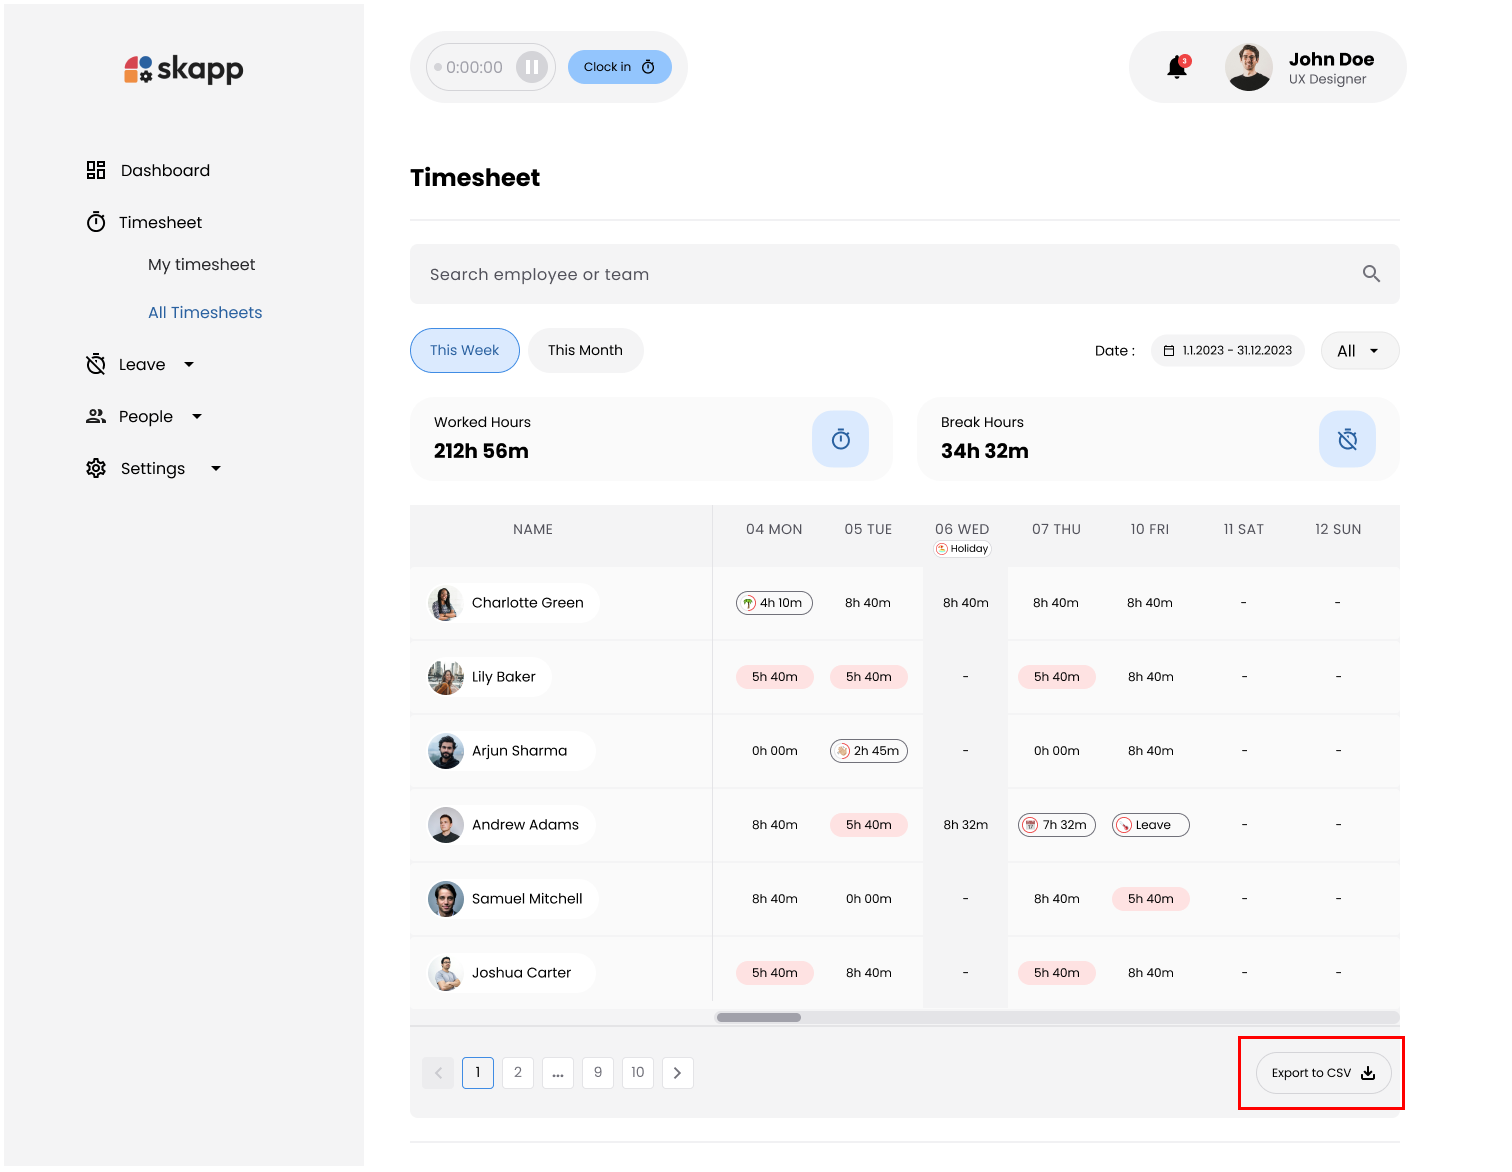 skapp
0:00:00
Clock in
3
John Doe
UX Designer
Dashboard
Timesheet
My timesheet
All Timesheets
Leave
People
Settings
Timesheet
Search employee or team
This Week
This Month
Date :
1.1.2023 - 31.12.2023
All
Worked Hours
212h 56m
Break Hours
34h 32m
NAME 04 MON 05 TUE 06 WED 07 THU 10 FRI 11 SAT 12 SUN
Holiday
Charlotte Green 4h 10m 8h 40m 8h 40m 8h 40m 8h 40m - -
Lily Baker 5h 40m 5h 40m - 5h 40m 8h 40m - -
Arjun Sharma 0h 00m 2h 45m - 0h 00m 8h 40m - -
Andrew Adams 8h 40m 5h 40m 8h 32m 7h 32m Leave - -
Samuel Mitchell 8h 40m 0h 00m - 8h 40m 5h 40m - -
Joshua Carter 5h 40m 8h 40m - 5h 40m 8h 40m - -
1 2 ... 9 10
Export to CSV